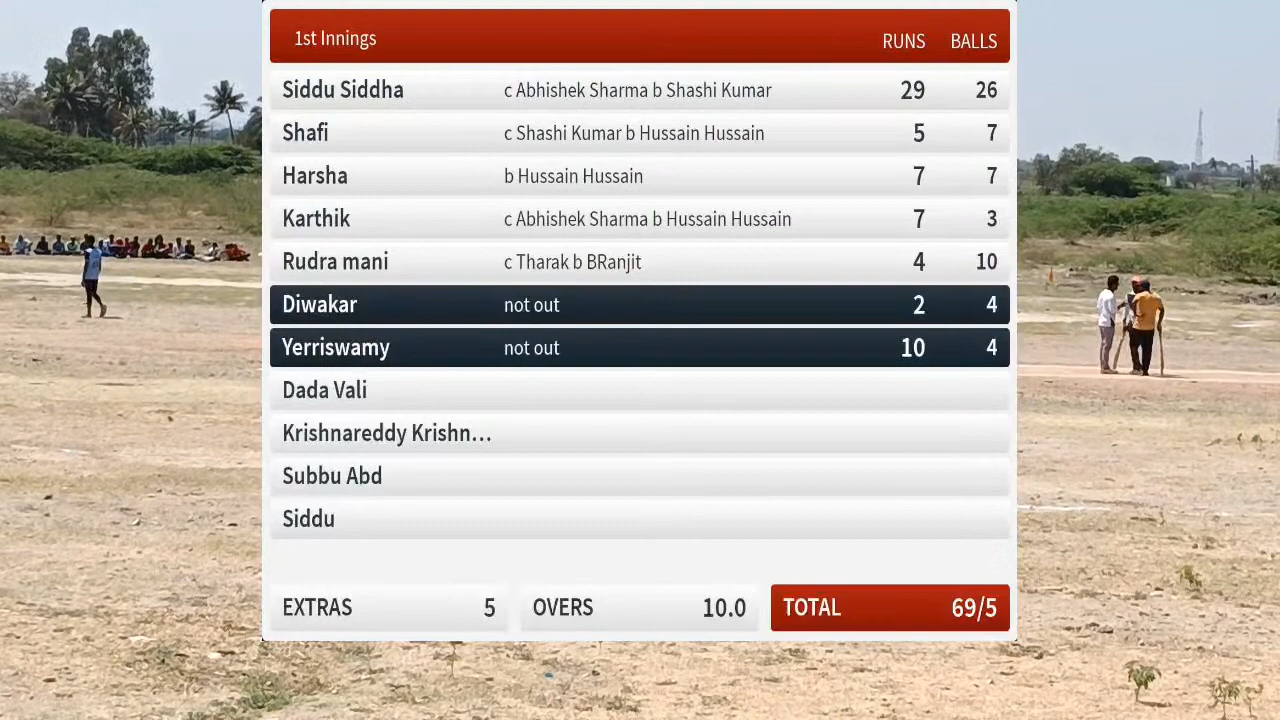 1st Innings RUNS BALLS
Siddu Siddha c Abhishek Sharma b Shashi Kumar 29 26
Shafi c Shashi Kumar b Hussain Hussain 5 7
Harsha b Hussain Hussain 7 7
Karthik c Abhishek Sharma b Hussain Hussain 7 3
Rudra mani c Tharak b BRanjit 4 10
Diwakar not out 2 4
Yerriswamy not out 10 4
Dada Vali
Krishnareddy Krishn...
Subbu Abd
Siddu
EXTRAS 5 OVERS 10.0 TOTAL 69/5